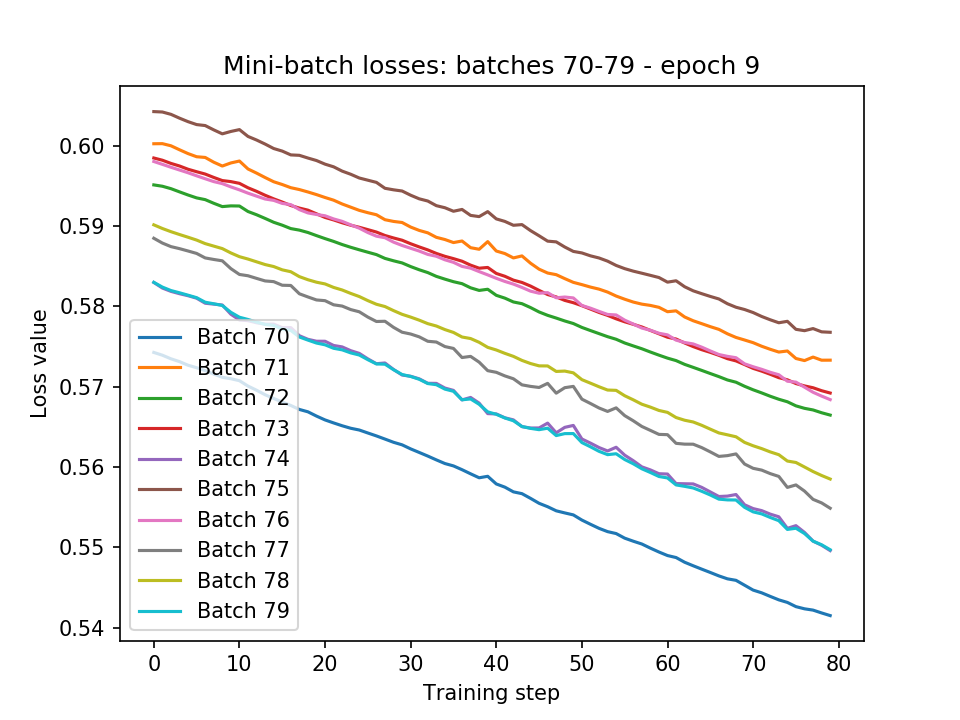 Mini-batch losses: batches 70-79 - epoch 9
Loss value
0.60
0.59
0.58
0.57
0.56
0.55
0.54
Batch 70
Batch 71
Batch 72
Batch 73
Batch 74
Batch 75
Batch 76
Batch 77
Batch 78
Batch 79
0 10 20 30 40 50 60 70 80
Training step